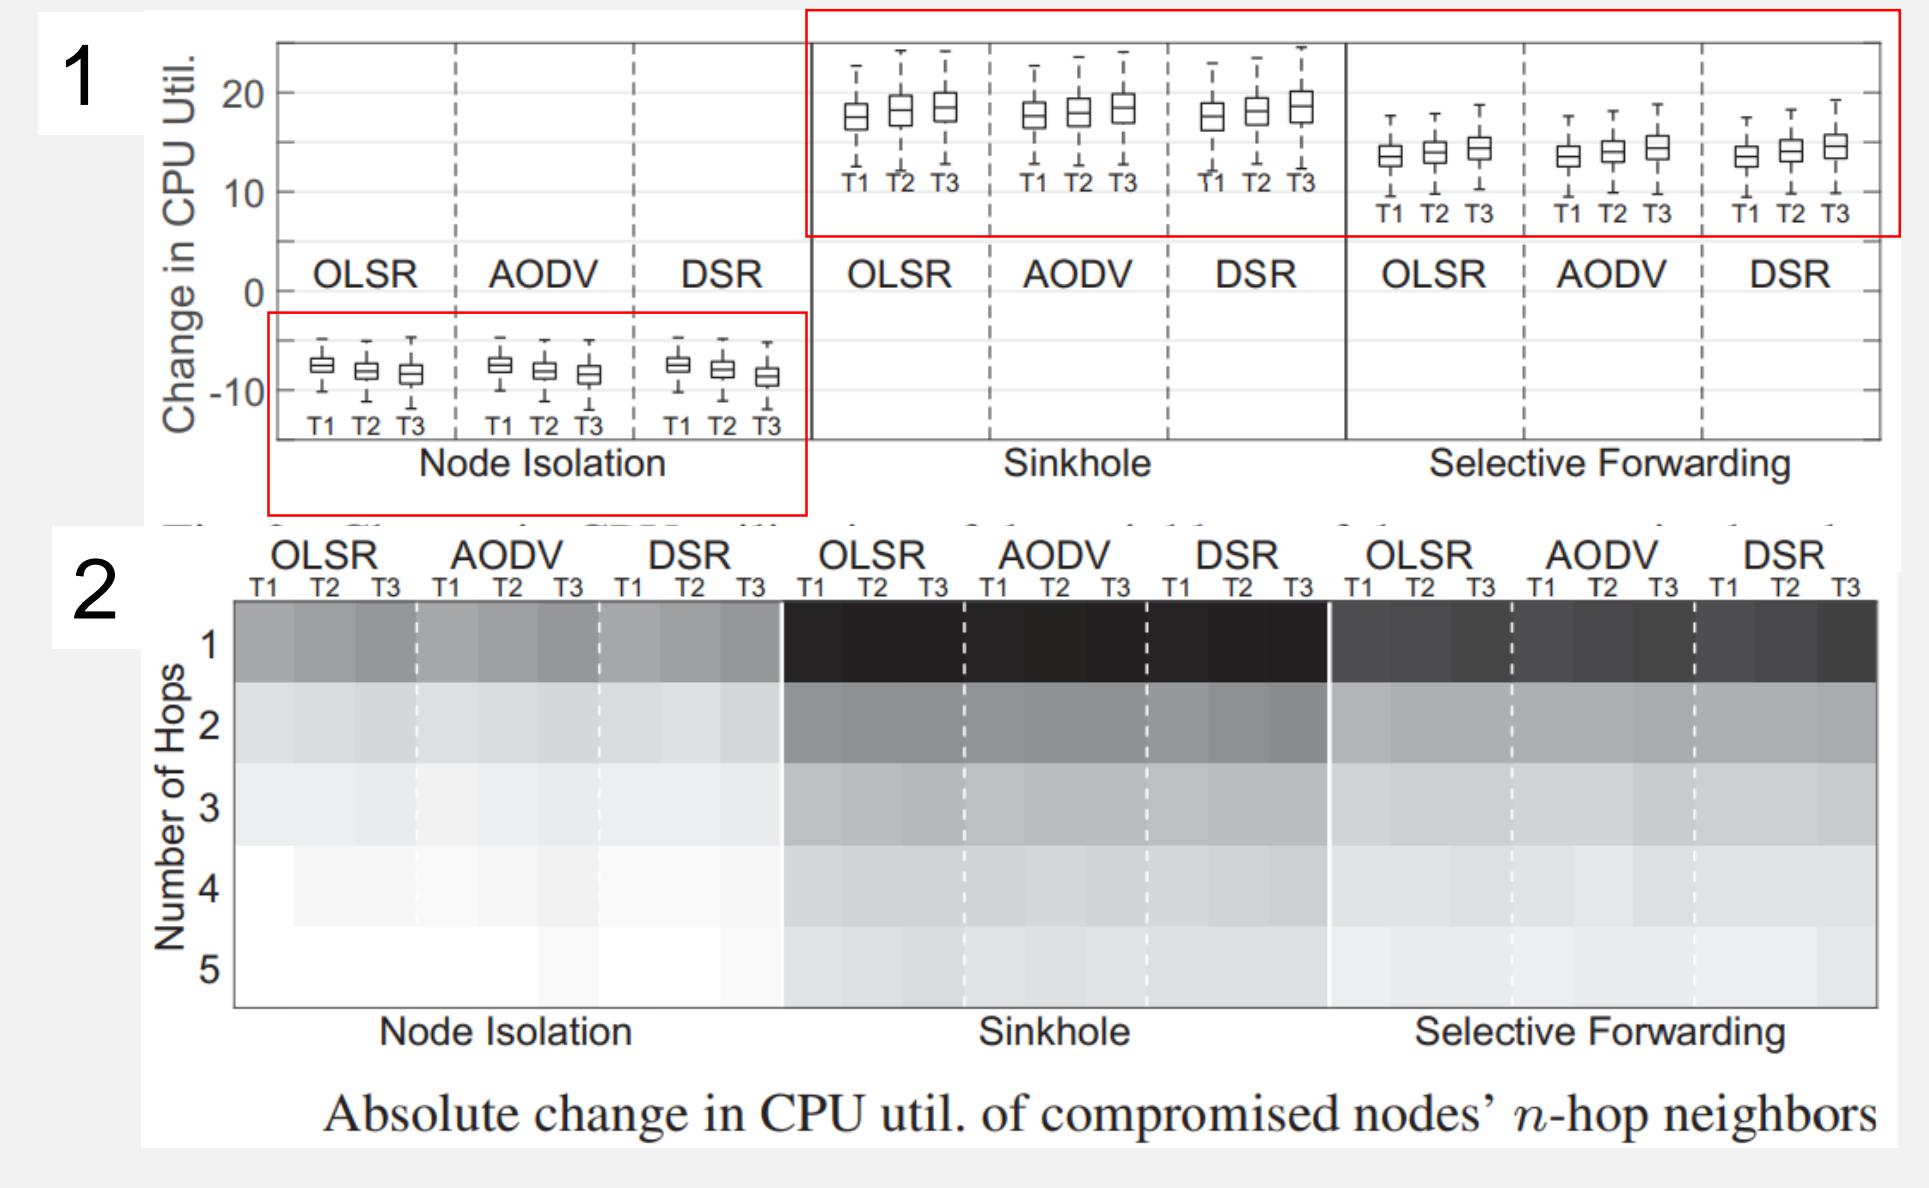 1
Change in CPU Util.
20
10
0
-10
T1 T2 T3 T1 T2 T3 T1 T2 T3
T1 T2 T3 T1 T2 T3 T1 T2 T3
OLSR AODV DSR OLSR AODV DSR OLSR AODV DSR
T1 T2 T3 T1 T2 T3 T1 T2 T3
Node Isolation Sinkhole Selective Forwarding
2
OLSR AODV DSR OLSR AODV DSR OLSR AODV DSR
T1 T2 T3 T1 T2 T3 T1 T2 T3 T1 T2 T3 T1 T2 T3 T1 T2 T3 T1 T2 T3 T1 T2 T3 T1 T2 T3
Number of Hops
1
2
3
4
5
Node Isolation Sinkhole Selective Forwarding
Absolute change in CPU util. of compromised nodes' n-hop neighbors